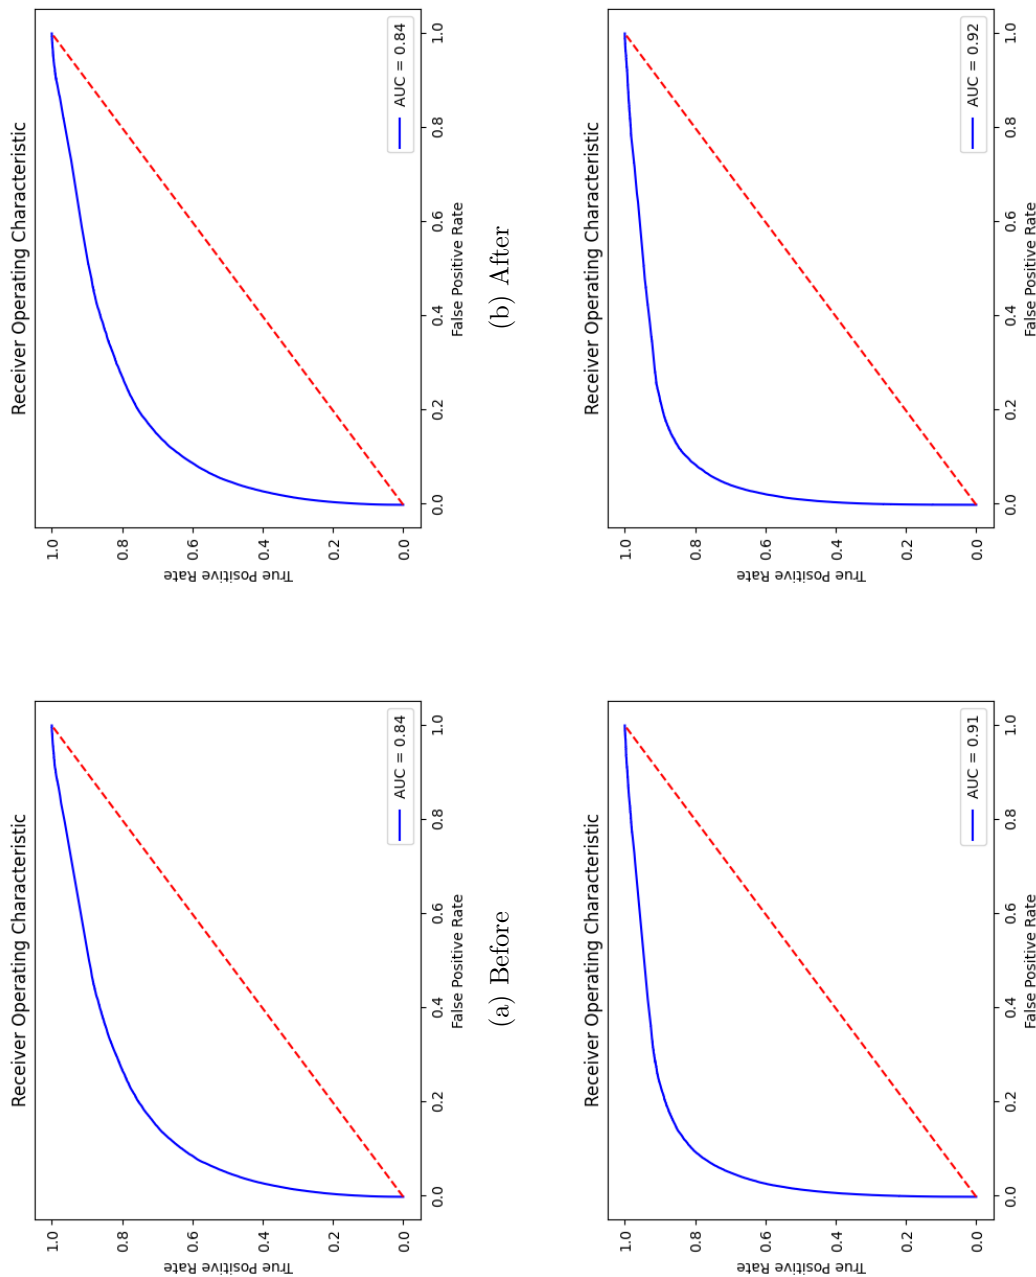 Receiver Operating Characteristic
True Positive Rate
1.0
0.8
0.6
0.4
0.2
0.0
AUC = 0.84
0.0 0.2 0.4 0.6 0.8 1.0
False Positive Rate
(a) Before
Receiver Operating Characteristic
True Positive Rate
1.0
0.8
0.6
0.4
0.2
0.0
AUC = 0.84
0.0 0.2 0.4 0.6 0.8 1.0
False Positive Rate
(b) After
Receiver Operating Characteristic
True Positive Rate
1.0
0.8
0.6
0.4
0.2
0.0
AUC = 0.91
0.0 0.2 0.4 0.6 0.8 1.0
False Positive Rate
Receiver Operating Characteristic
True Positive Rate
1.0
0.8
0.6
0.4
0.2
0.0
AUC = 0.92
0.0 0.2 0.4 0.6 0.8 1.0
False Positive Rate